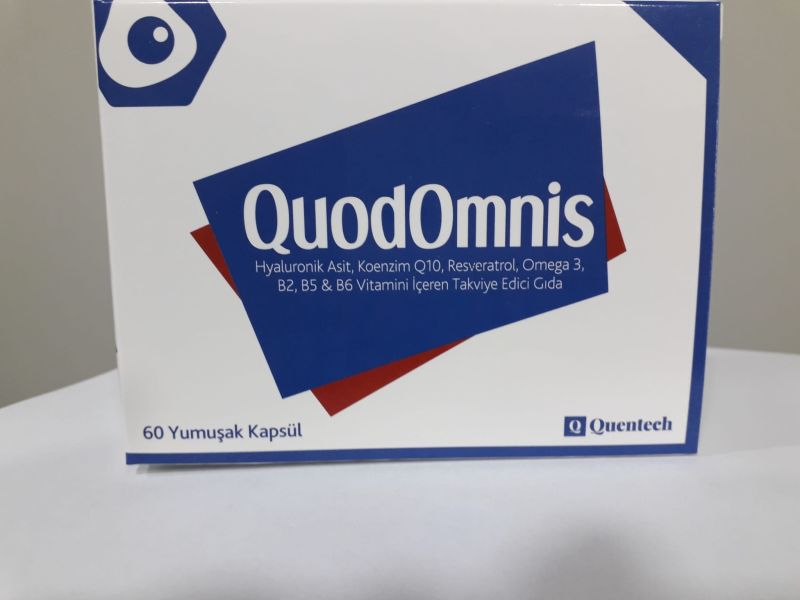 QuodOmnis
Hyaluronik Asit, Koenzim Q10, Resveratrol, Omega 3,
B2, B5 & B6 Vitamini İçeren Takviye Edici Gıda
60 Yumuşak Kapsül
Q Quentech